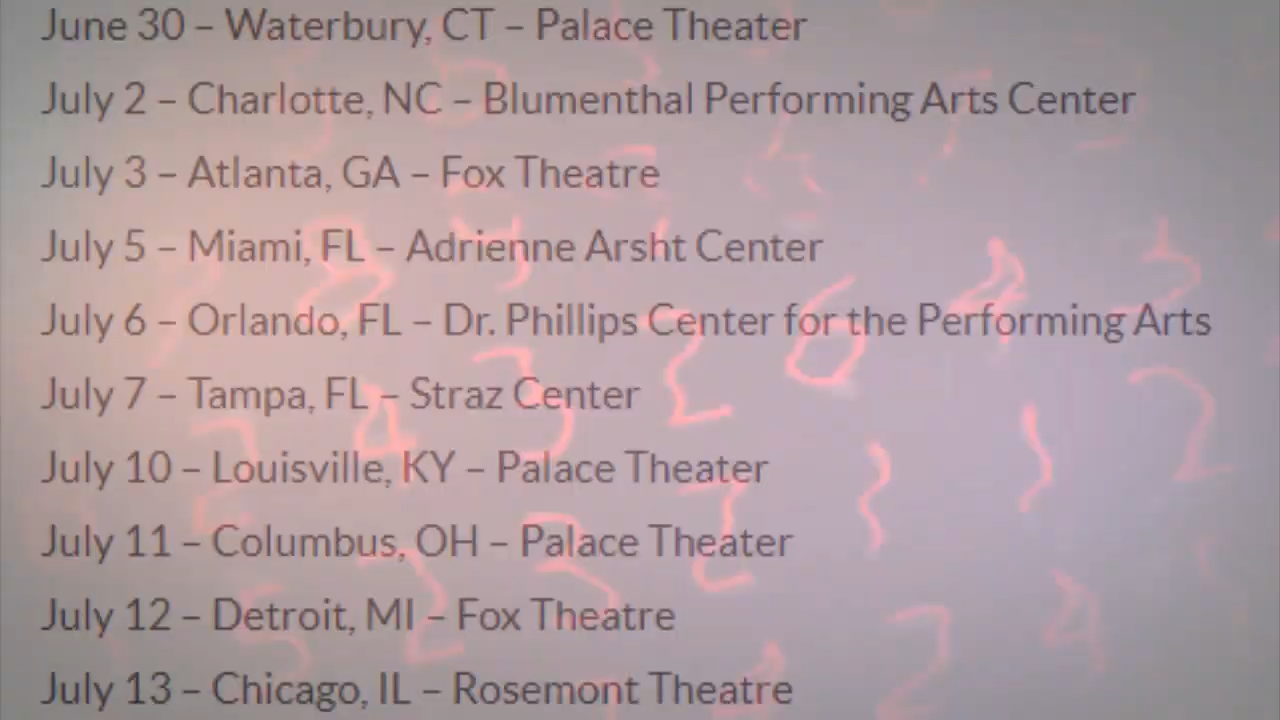 June 30 – Waterbury, CT – Palace Theater
July 2 – Charlotte, NC – Blumenthal Performing Arts Center
July 3 – Atlanta, GA – Fox Theatre
July 5 – Miami, FL – Adrienne Arsht Center
July 6 – Orlando, FL – Dr. Phillips Center for the Performing Arts
July 7 – Tampa, FL – Straz Center
July 10 – Louisville, KY – Palace Theater
July 11 – Columbus, OH – Palace Theater
July 12 – Detroit, MI – Fox Theatre
July 13 – Chicago, IL – Rosemont Theatre